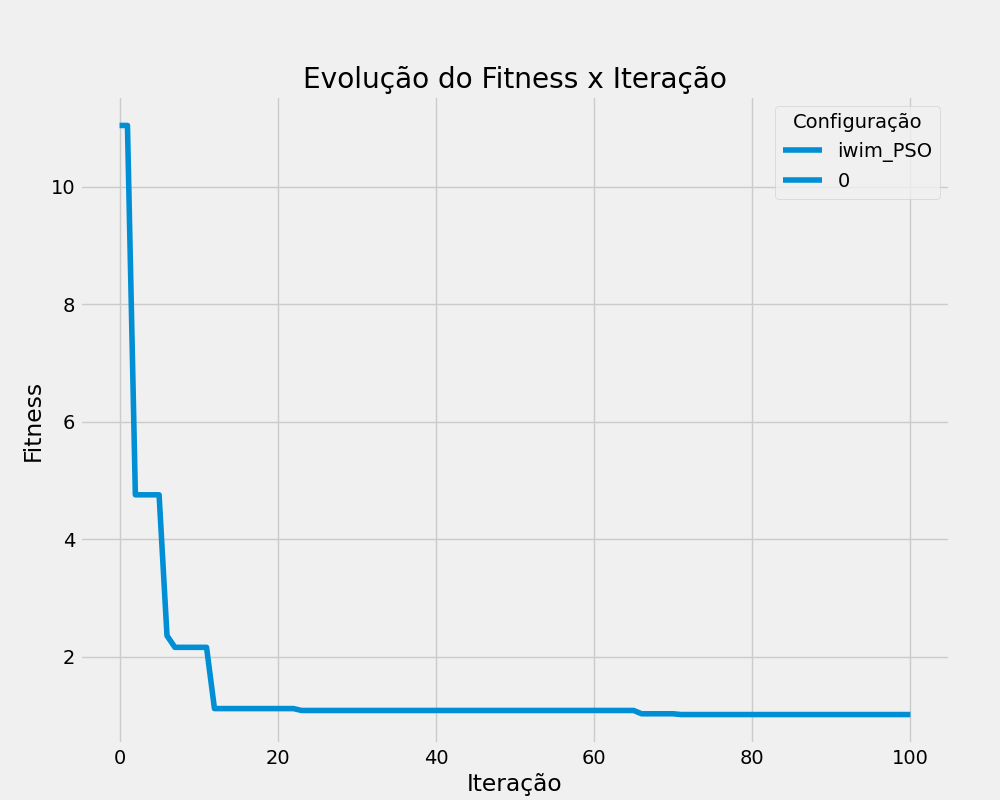 Evolução do Fitness x Iteração
Configuração
iwim_PSO
0
10
8
6
4
2
Fitness
0 20 40 60 80 100
Iteração